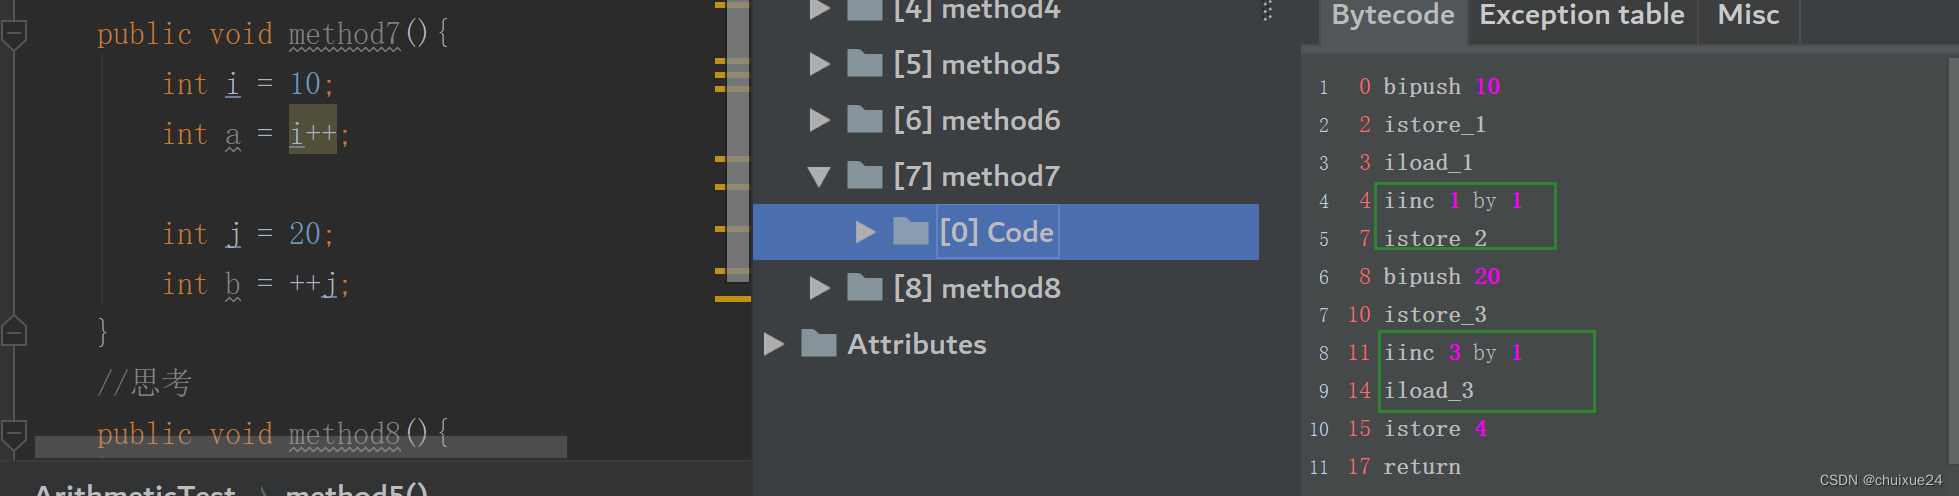 public void method7(){
int i = 10;
int a = i++;
int j = 20;
int b = ++j;
}
//思考
public void method8(){
ArithmeticTest > method5()
[4] method4
[5] method5
[6] method6
[7] method7
[0] Code
[8] method8
Attributes
Bytecode Exception table Misc
1 0 bipush 10
2 2 istore_1
3 3 iload_1
4 4 iinc 1 by 1
5 7 istore_2
6 8 bipush 20
7 10 istore_3
8 11 iinc 3 by 1
9 14 iload_3
10 15 istore 4
11 17 return
CSDN @chuixue24